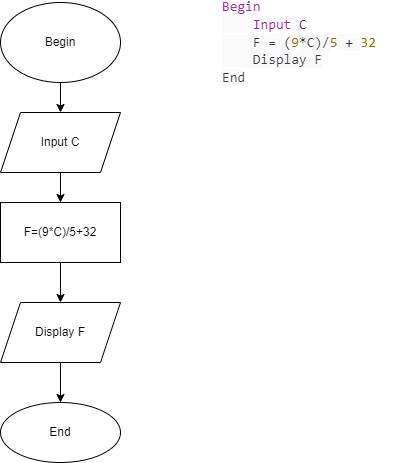 Begin
Input C
F=(9*C)/5+32
Display F
End
Begin
Input C
F = (9*C)/5 + 32
Display F
End